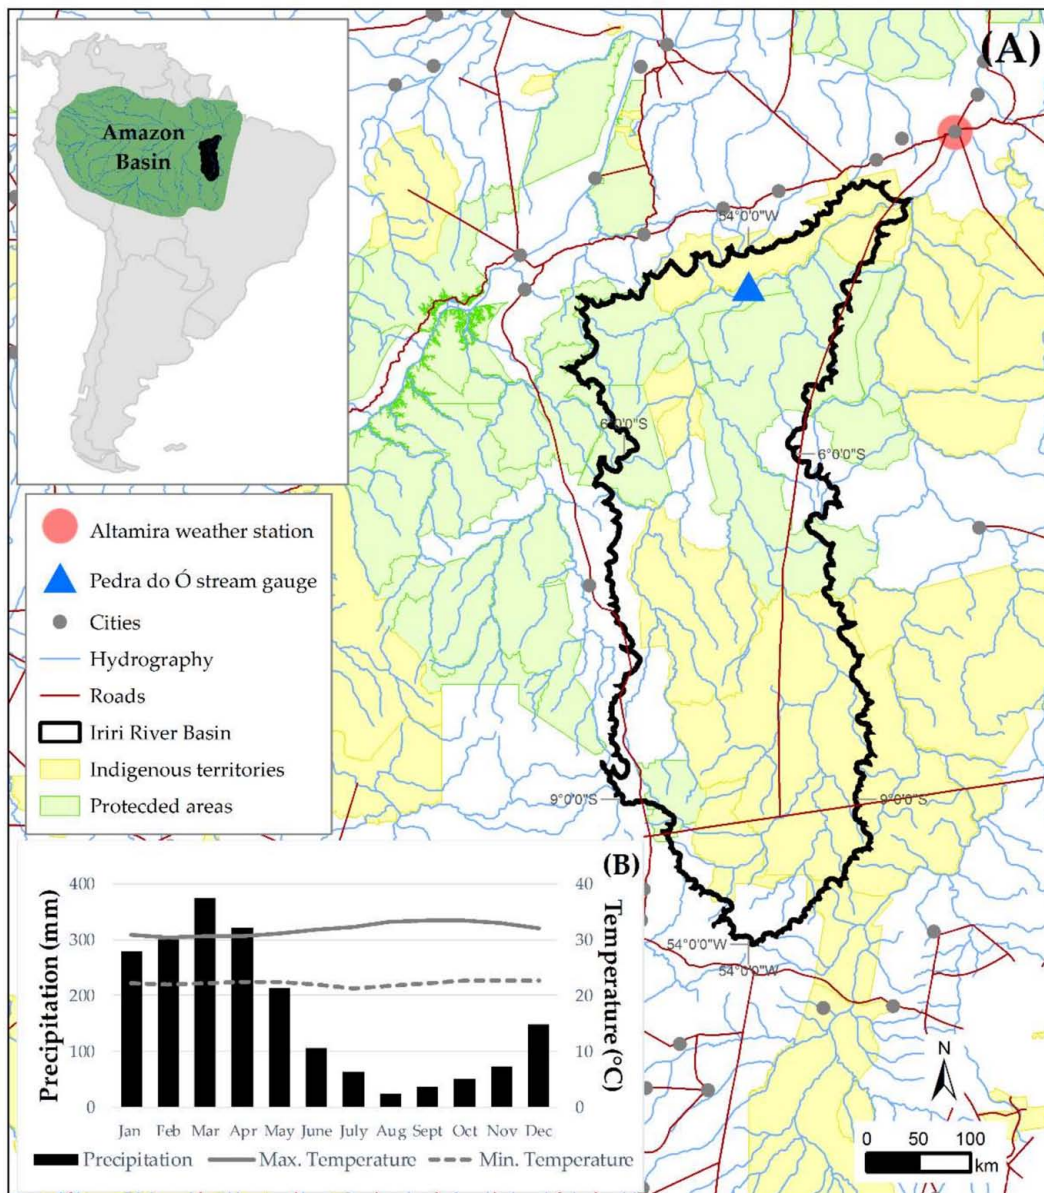 (A)
Amazon
Basin
54°0'0"W
6°0'0"S
6°0'0"S
Altamira weather station
Pedra do Ó stream gauge
Cities
Hydrography
Roads
Iriri River Basin
Indigenous territories
Protecded areas
9°0'0"S
9°0'0"S
(B)
54°0'0"W
54°0'0"W
Precipitation (mm)
400
300
200
100
0
Temperature (°C)
40
30
20
10
0
Jan Feb Mar Apr May June July Aug Sept Oct Nov Dec
Precipitation Max. Temperature Min. Temperature
N
0 50 100
km